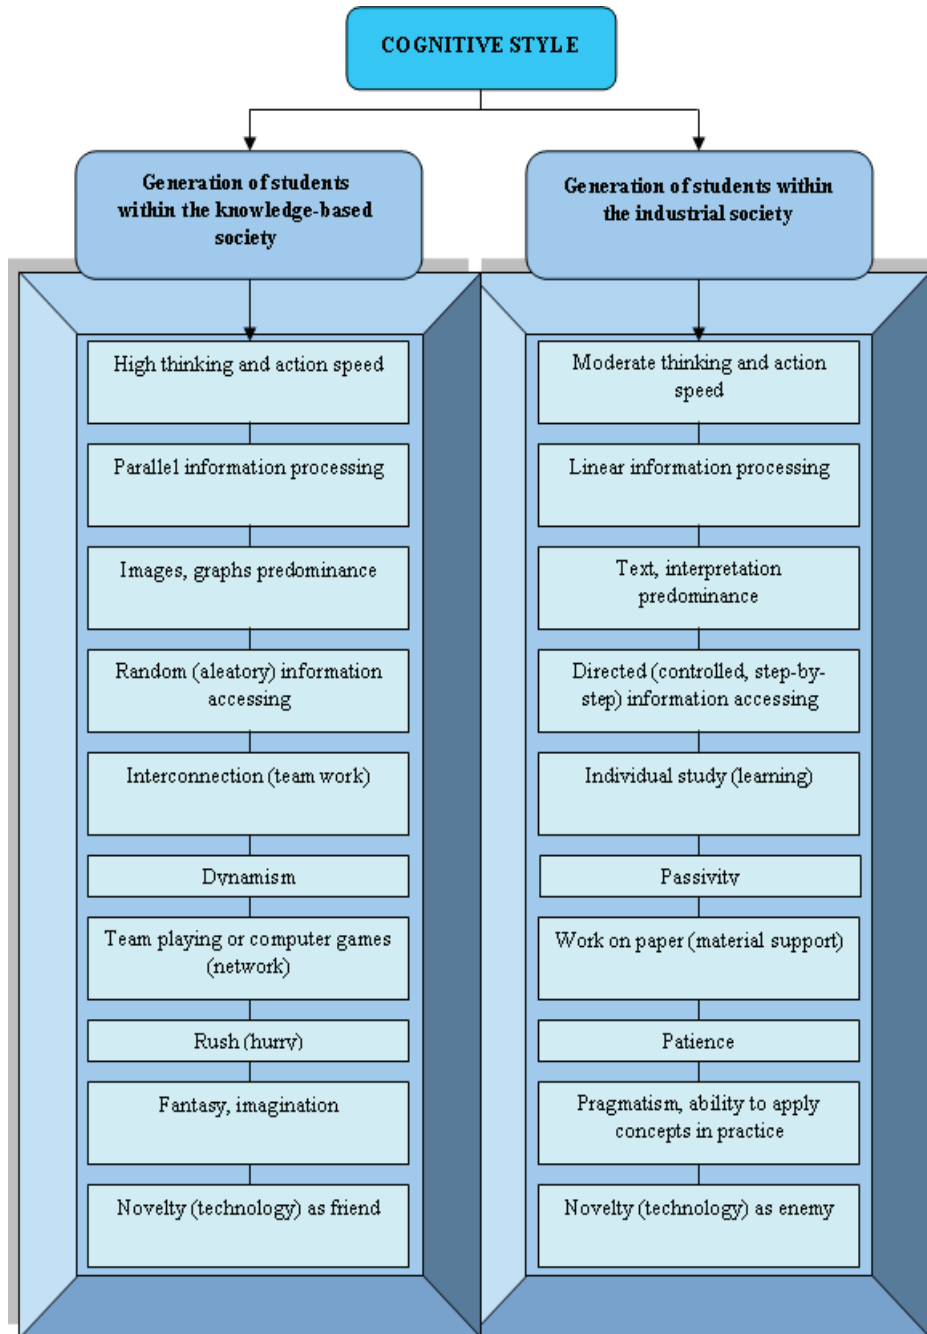 COGNITIVE STYLE
Generation of students
within the knowledge-based
society
High thinking and action speed
Parallel information processing
Images, graphs predominance
Random (aleatory) information
accessing
Interconnection (team work)
Dynamism
Team playing or computer games
(network)
Rush (hurry)
Fantasy, imagination
Novelty (technology) as friend
Generation of students within
the industrial society
Moderate thinking and action
speed
Linear information processing
Text, interpretation
predominance
Directed (controlled, step-by-
step) information accessing
Individual study (learning)
Passivity
Work on paper (material support)
Patience
Pragmatism, ability to apply
concepts in practice
Novelty (technology) as enemy